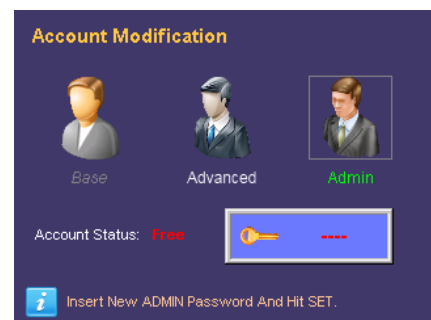 Account Modification
Base Advanced Admin
Account Status: Free ----
Insert New ADMIN Password And Hit SET.